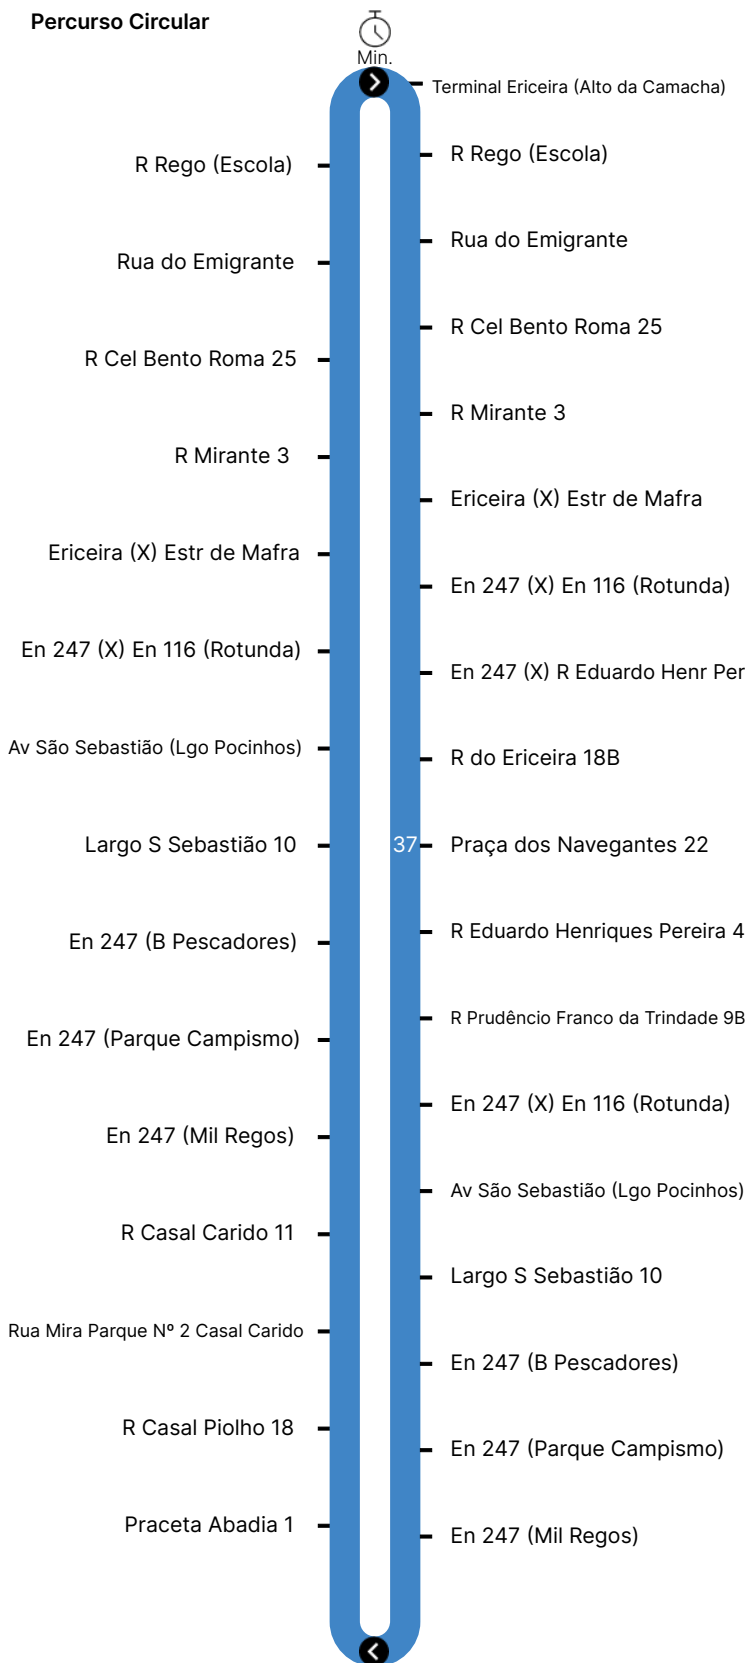 Percurso Circular
Min.
Terminal Ericeira (Alto da Camacha)
R Rego (Escola)
Rua do Emigrante
R Cel Bento Roma 25
R Mirante 3
Ericeira (X) Estr de Mafra
En 247 (X) En 116 (Rotunda)
En 247 (X) R Eduardo Henr Per
R do Ericeira 18B
37 Praça dos Navegantes 22
R Eduardo Henriques Pereira 4
R Prudêncio Franco da Trindade 9B
En 247 (X) En 116 (Rotunda)
Av São Sebastião (Lgo Pocinhos)
Largo S Sebastião 10
En 247 (B Pescadores)
En 247 (Parque Campismo)
En 247 (Mil Regos)
R Rego (Escola)
Rua do Emigrante
R Cel Bento Roma 25
R Mirante 3
Ericeira (X) Estr de Mafra
En 247 (X) En 116 (Rotunda)
Av São Sebastião (Lgo Pocinhos)
Largo S Sebastião 10
En 247 (B Pescadores)
En 247 (Parque Campismo)
En 247 (Mil Regos)
R Casal Carido 11
Rua Mira Parque Nº 2 Casal Carido
R Casal Piolho 18
Praceta Abadia 1